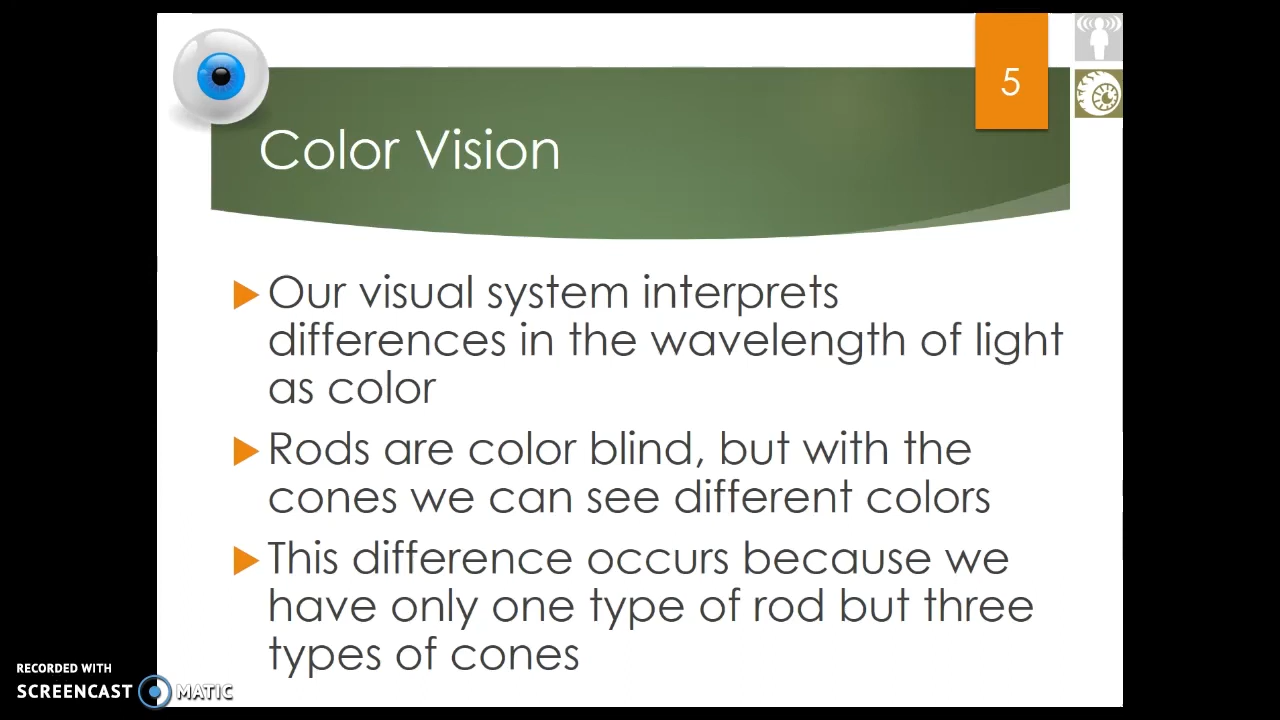 5
Color Vision
Our visual system interprets
differences in the wavelength of light
as color
Rods are color blind, but with the
cones we can see different colors
This difference occurs because we
have only one type of rod but three
types of cones
RECORDED WITH
SCREENCAST MATIC